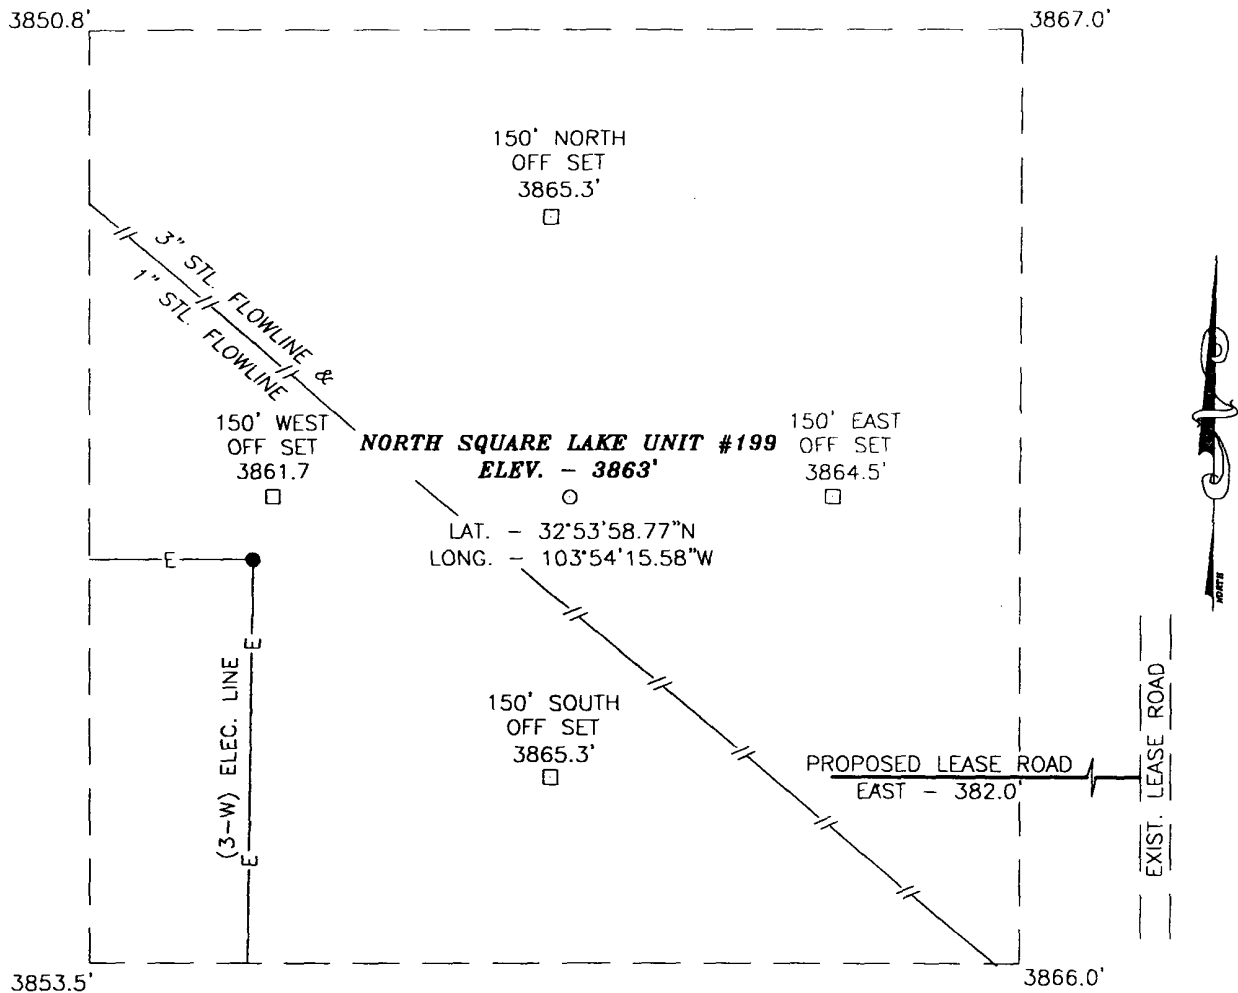 3850.8'
3867.0'
150' NORTH
OFF SET
3865.3'
3" STL. FLOWLINE &
1" STL. FLOWLINE
150' WEST
OFF SET
3861.7
NORTH SQUARE LAKE UNIT #199
ELEV. - 3863'
150' EAST
OFF SET
3864.5'
LAT. - 32°53'58.77"N
LONG. - 103°54'15.58"W
NORTH
E
E
(3-W) ELEC. LINE
E
150' SOUTH
OFF SET
3865.3'
PROPOSED LEASE ROAD
EAST - 382.0'
EXIST. LEASE ROAD
3853.5'
3866.0'